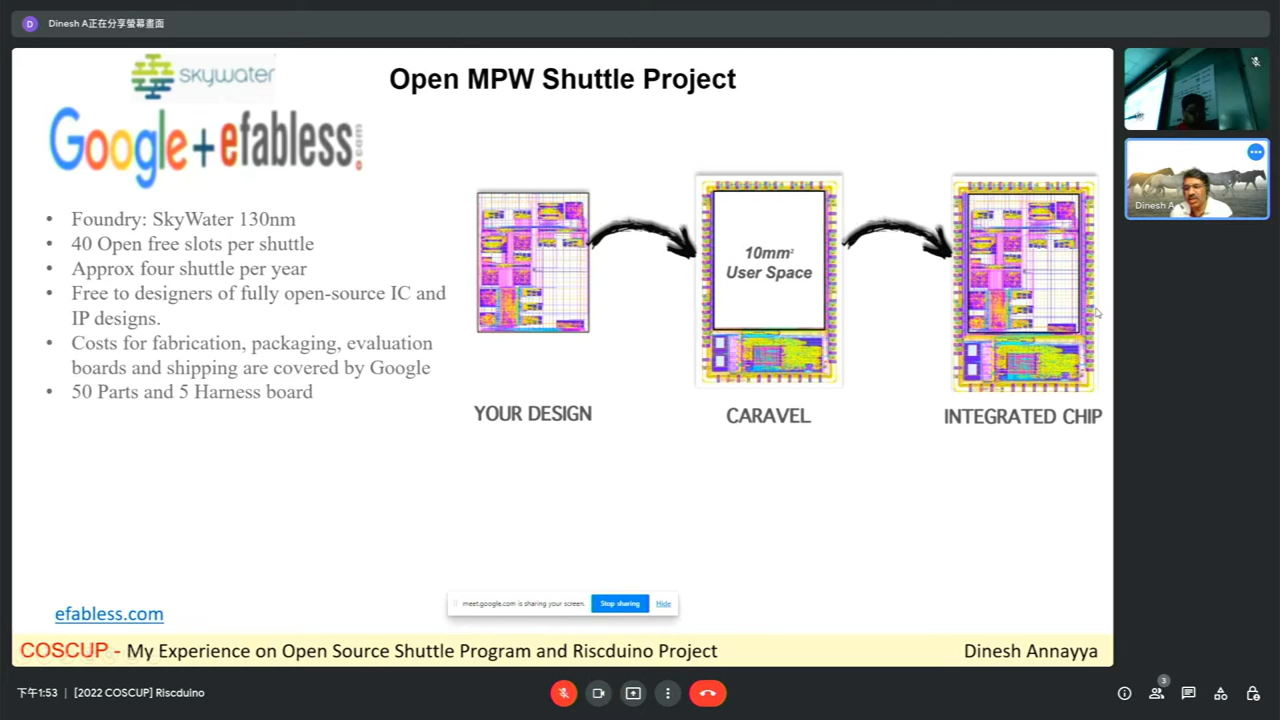 D Dinesh A正在分享螢幕畫面
skywater
Open MPW Shuttle Project
Google+efabless.com
• Foundry: SkyWater 130nm
• 40 Open free slots per shuttle
• Approx four shuttle per year
• Free to designers of fully open-source IC and
IP designs.
• Costs for fabrication, packaging, evaluation
boards and shipping are covered by Google
• 50 Parts and 5 Harness board
10mm²
User Space
YOUR DESIGN
CARAVEL
INTEGRATED CHIP
Dinesh A
meet.google.com is sharing your screen.
Stop sharing
Hide
efabless.com
COSCUP - My Experience on Open Source Shuttle Program and Riscduino Project
Dinesh Annayya
下午1:53 | [2022 COSCUP] Riscduino
3